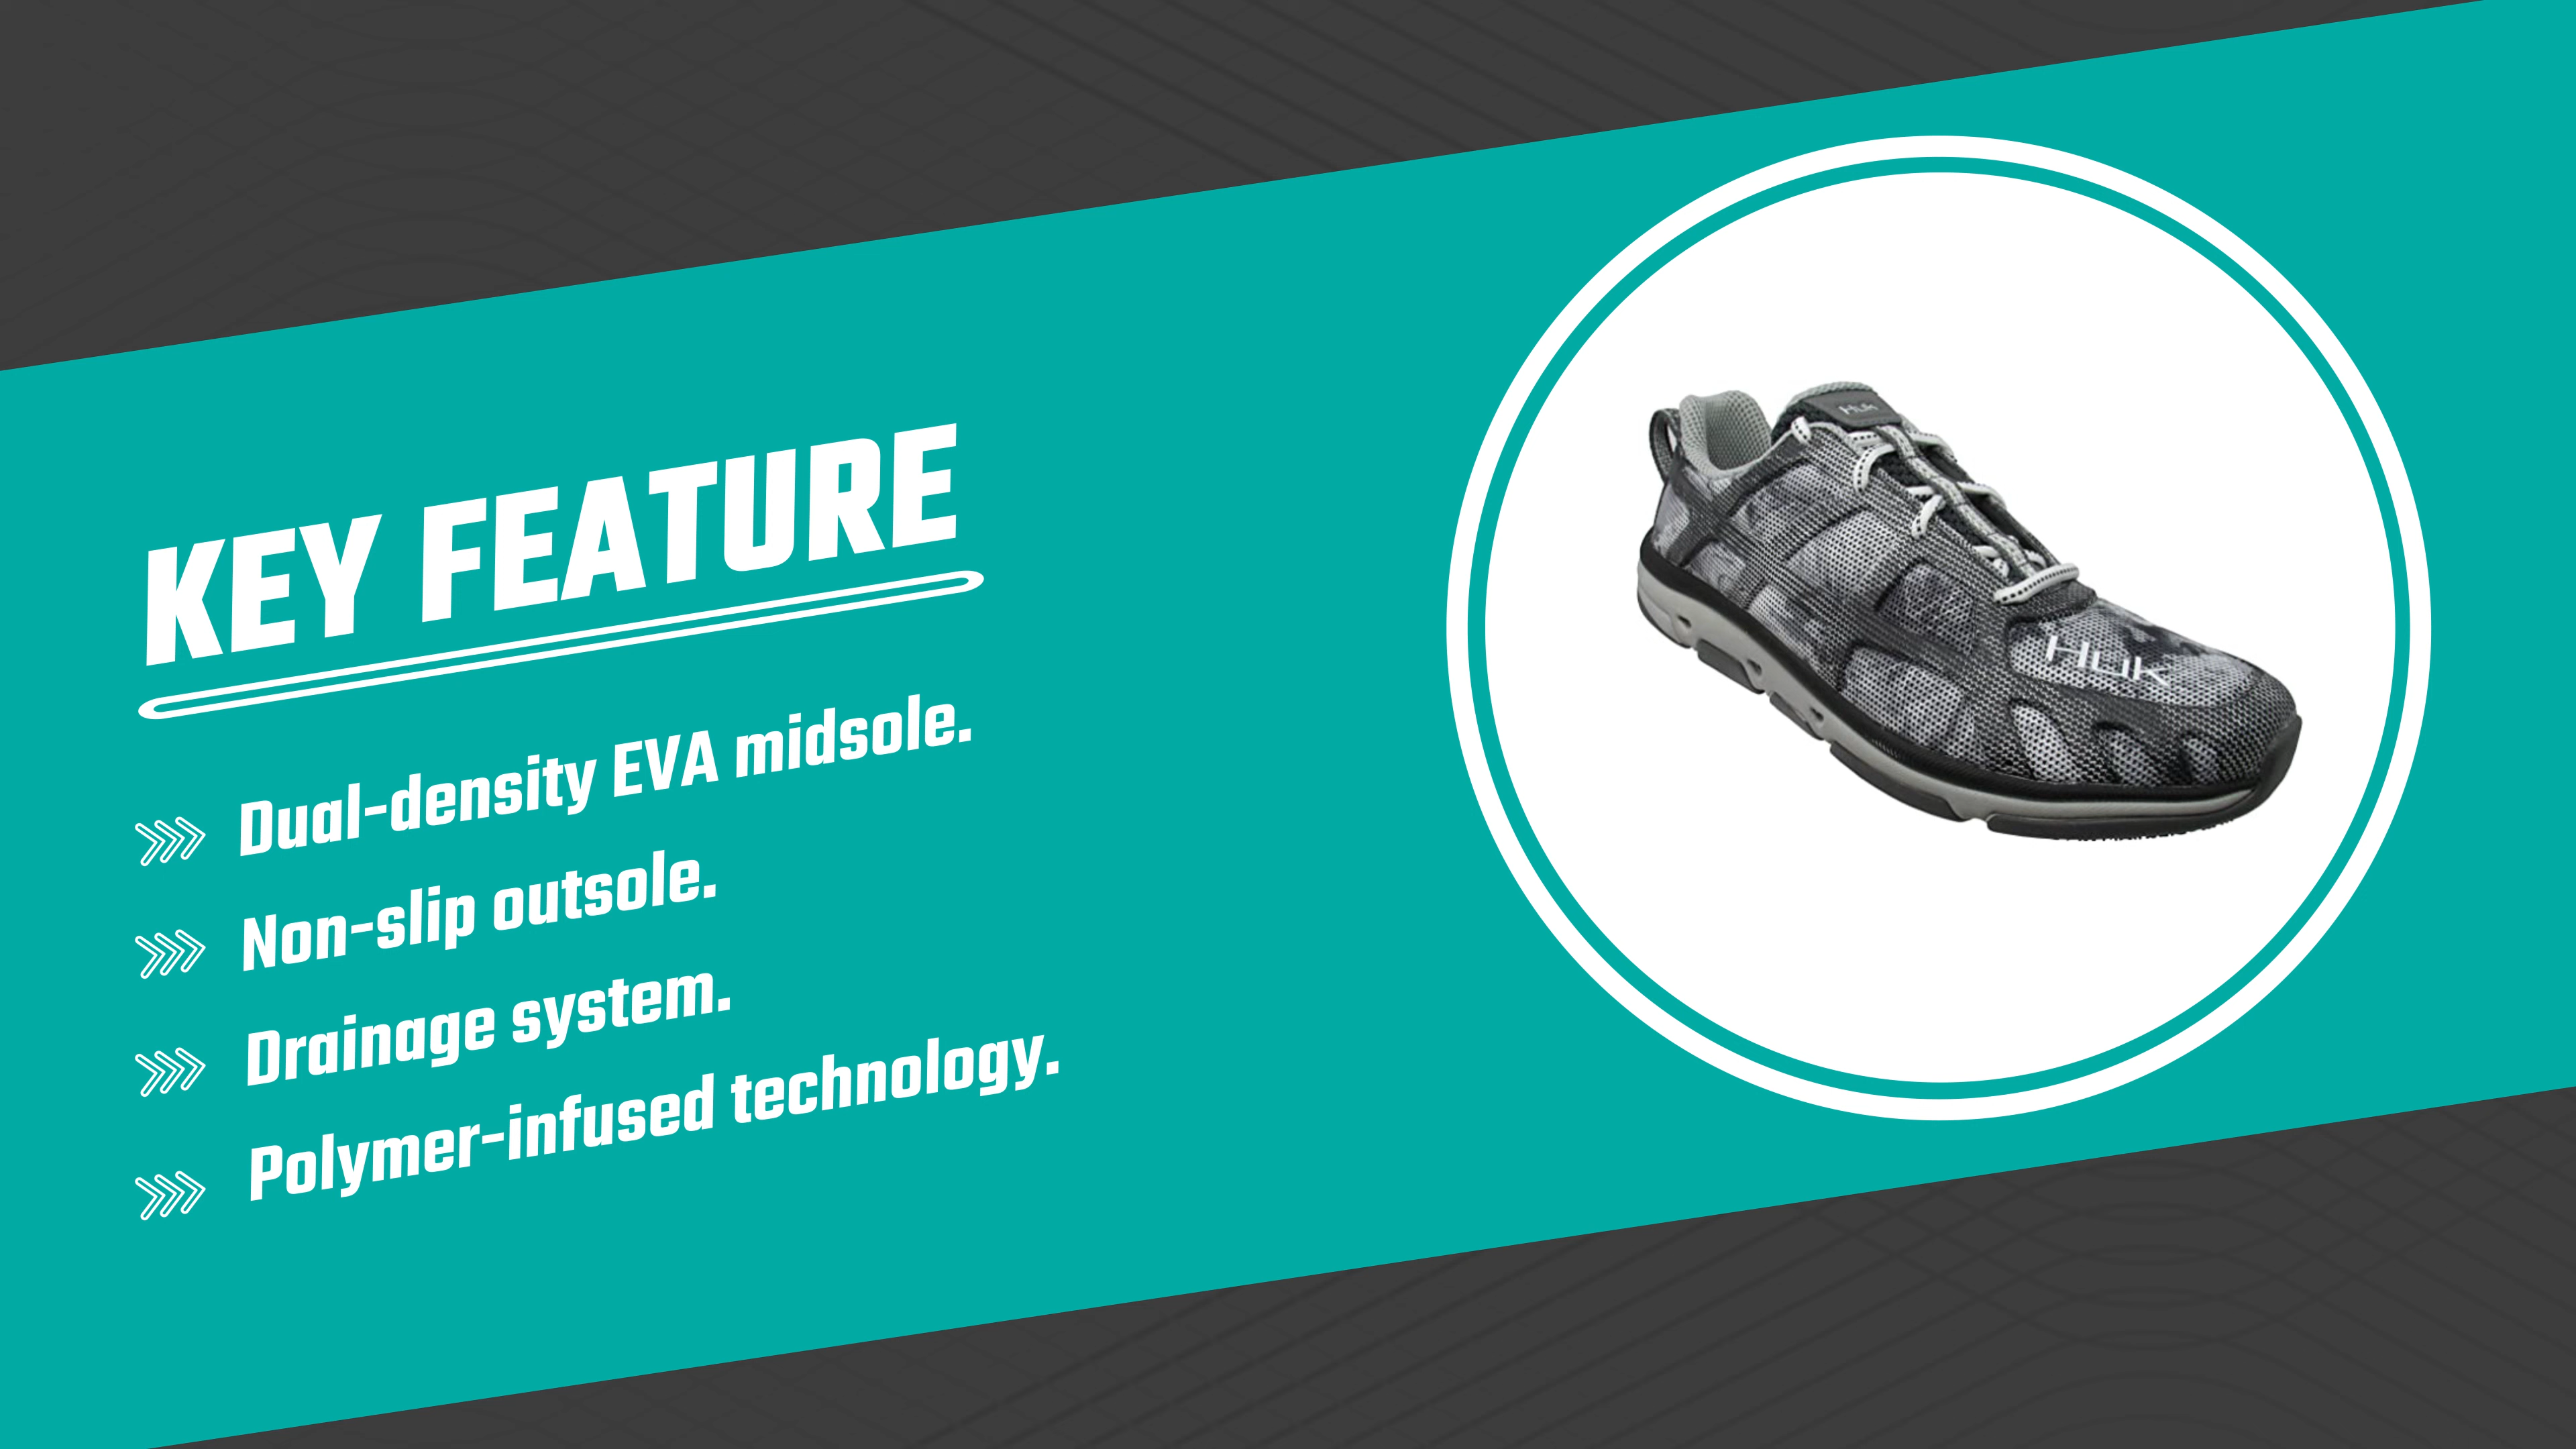 KEY FEATURE
Dual-density EVA midsole.
Non-slip outsole.
Drainage system.
Polymer-infused technology.
HUK
HUK